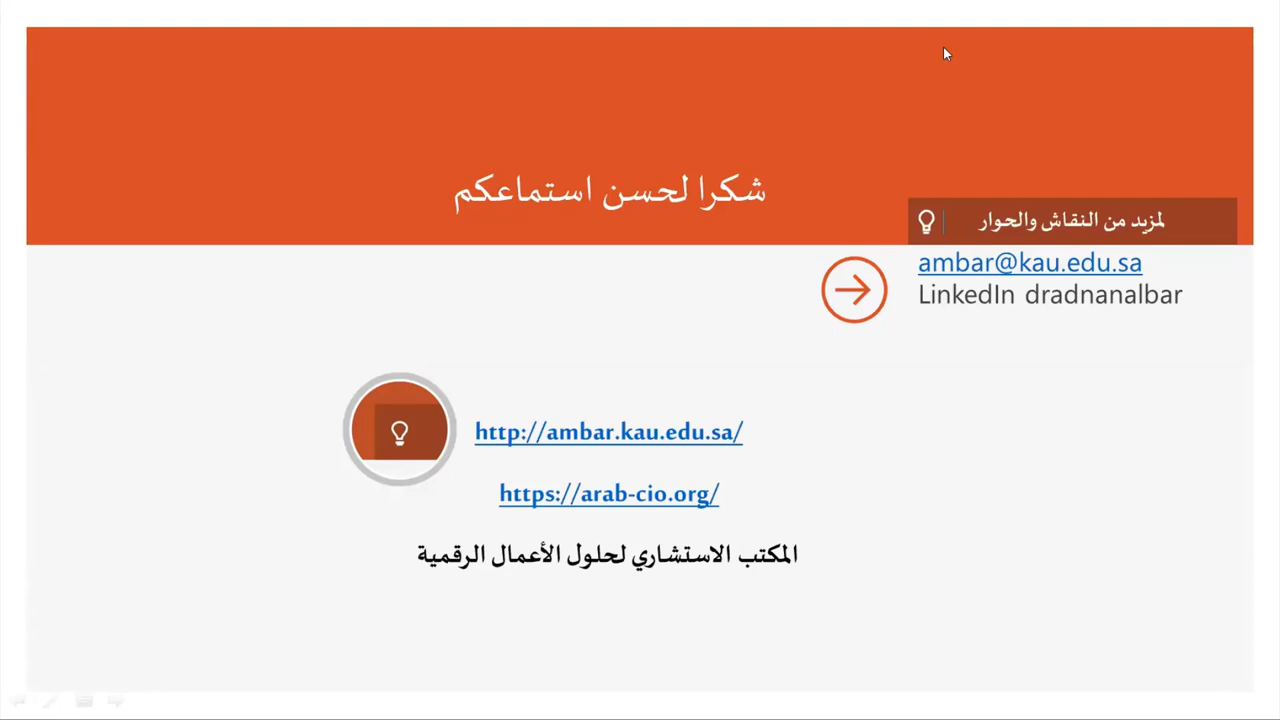 شكرا لحسن استماعكم
لمزيد من النقاش والحوار
ambar@kau.edu.sa
LinkedIn dradnanalbar
http://ambar.kau.edu.sa/
https://arab-cio.org/
المكتب الاستشاري لحلول الأعمال الرقمية